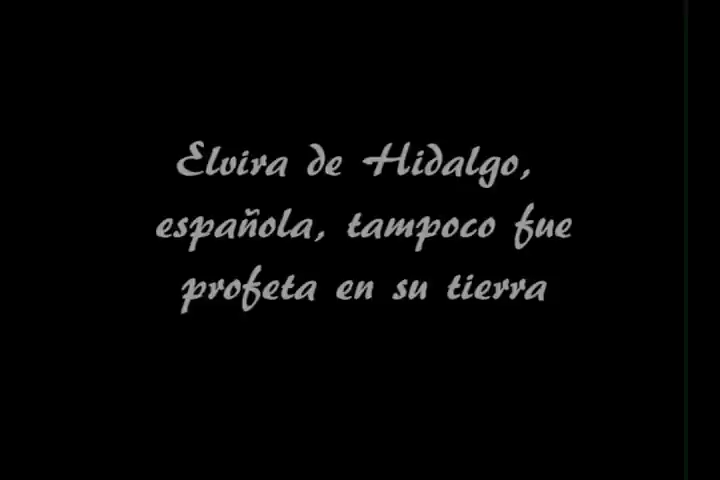 Elvira de Hidalgo,
española, tampoco fue
profeta en su tierra